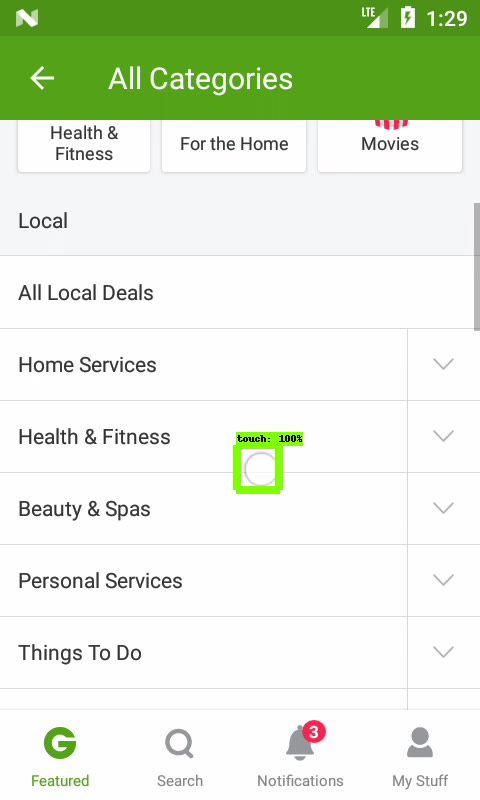 LTE 1:29
All Categories
Health &
Fitness
For the Home
Movies
Local
All Local Deals
Home Services
Health & Fitness
touch: 100%
Beauty & Spas
Personal Services
Things To Do
3
Featured
Search
Notifications
My Stuff